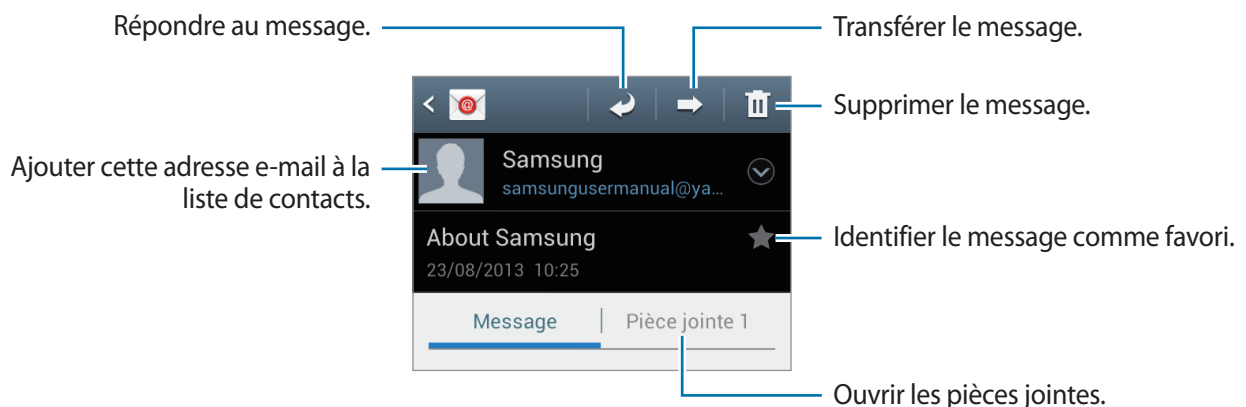 Répondre au message.
Transférer le message.
Supprimer le message.
Ajouter cette adresse e-mail à la
liste de contacts.
Samsung
samsungusermanual@ya...
About Samsung
23/08/2013 10:25
Identifier le message comme favori.
Message
Pièce jointe 1
Ouvrir les pièces jointes.